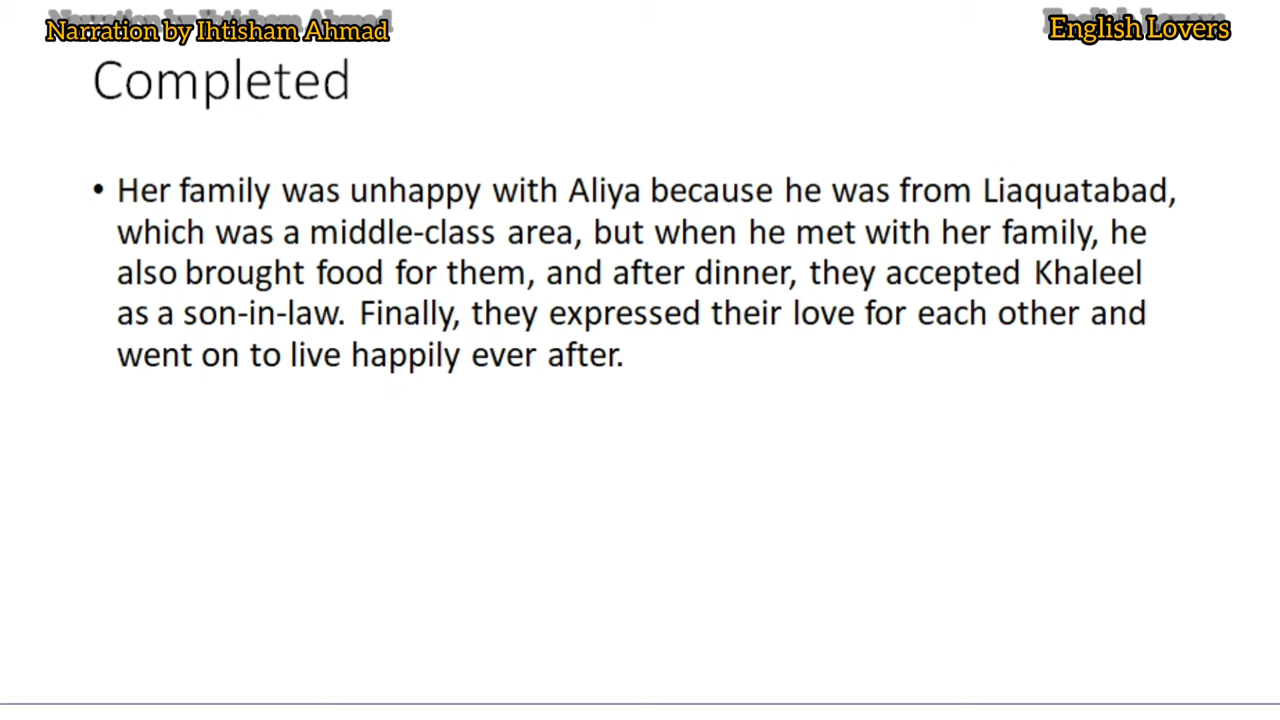 Narration by Ihtisham Ahmad
English Lovers
Completed
• Her family was unhappy with Aliya because he was from Liaquatabad,
which was a middle-class area, but when he met with her family, he
also brought food for them, and after dinner, they accepted Khaleel
as a son-in-law. Finally, they expressed their love for each other and
went on to live happily ever after.